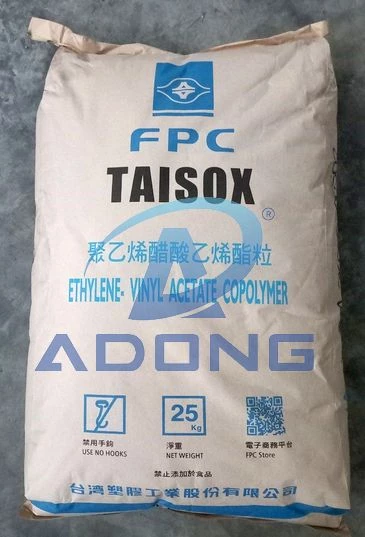 FPC
TAISOX
®
聚乙烯醋酸乙烯酯粒
ETHYLENE- VINYL ACETATE COPOLYMER
ADONG
25 Kg
禁用手鈎
USE NO HOOKS
淨重
NET WEIGHT
電子商務平台
FPC Store
禁止添加於食品
台湾塑膠工業股份有限公司